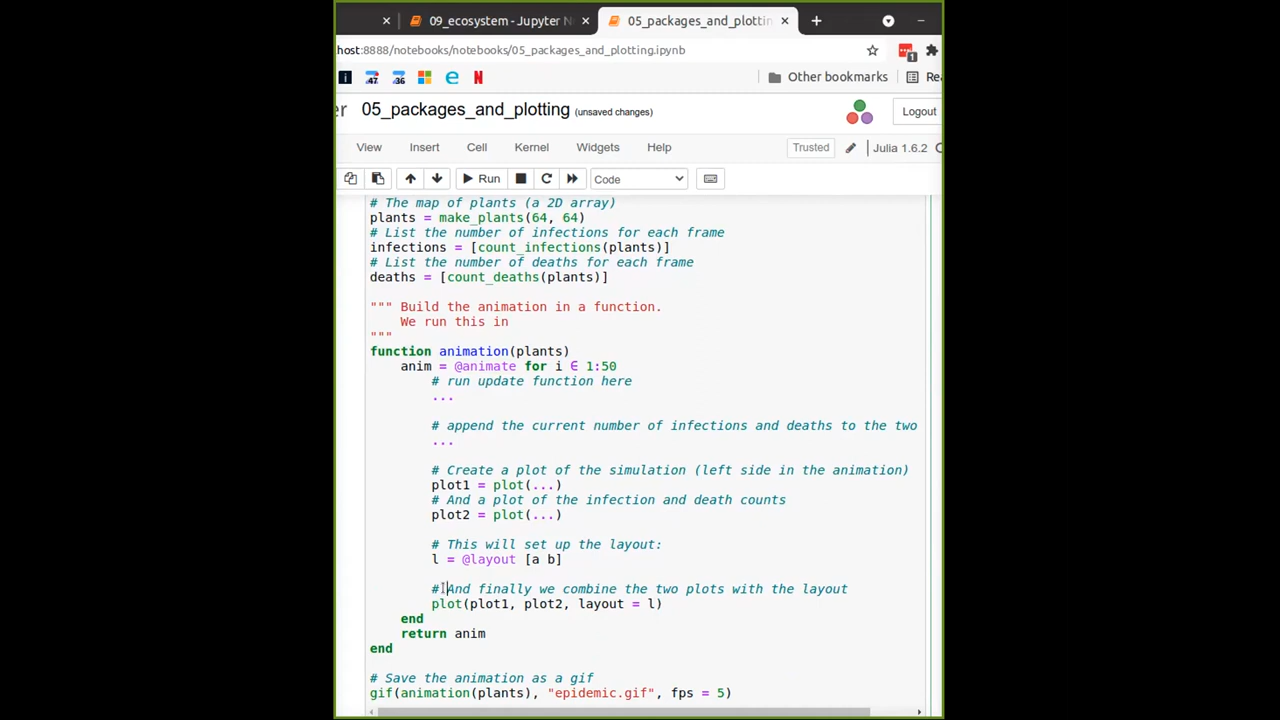 09_ecosystem - Jupyter N
05_packages_and_plottin
host:8888/notebooks/notebooks/05_packages_and_plotting.ipynb
1
47
36
Other bookmarks
Rea
er 05_packages_and_plotting (unsaved changes)
Logout
View Insert Cell Kernel Widgets Help
Trusted
Julia 1.6.2
Run
Code
# The map of plants (a 2D array)
plants = make_plants(64, 64)
# List the number of infections for each frame
infections = [count_infections(plants)]
# List the number of deaths for each frame
deaths = [count_deaths(plants)]
""" Build the animation in a function.
We run this in
"""
function animation(plants)
anim = @animate for i ∈ 1:50
# run update function here
...
# append the current number of infections and deaths to the two
...
# Create a plot of the simulation (left side in the animation)
plot1 = plot(...)
# And a plot of the infection and death counts
plot2 = plot(...)
# This will set up the layout:
l = @layout [a b]
# And finally we combine the two plots with the layout
plot(plot1, plot2, layout = l)
end
return anim
end
# Save the animation as a gif
gif(animation(plants), "epidemic.gif", fps = 5)